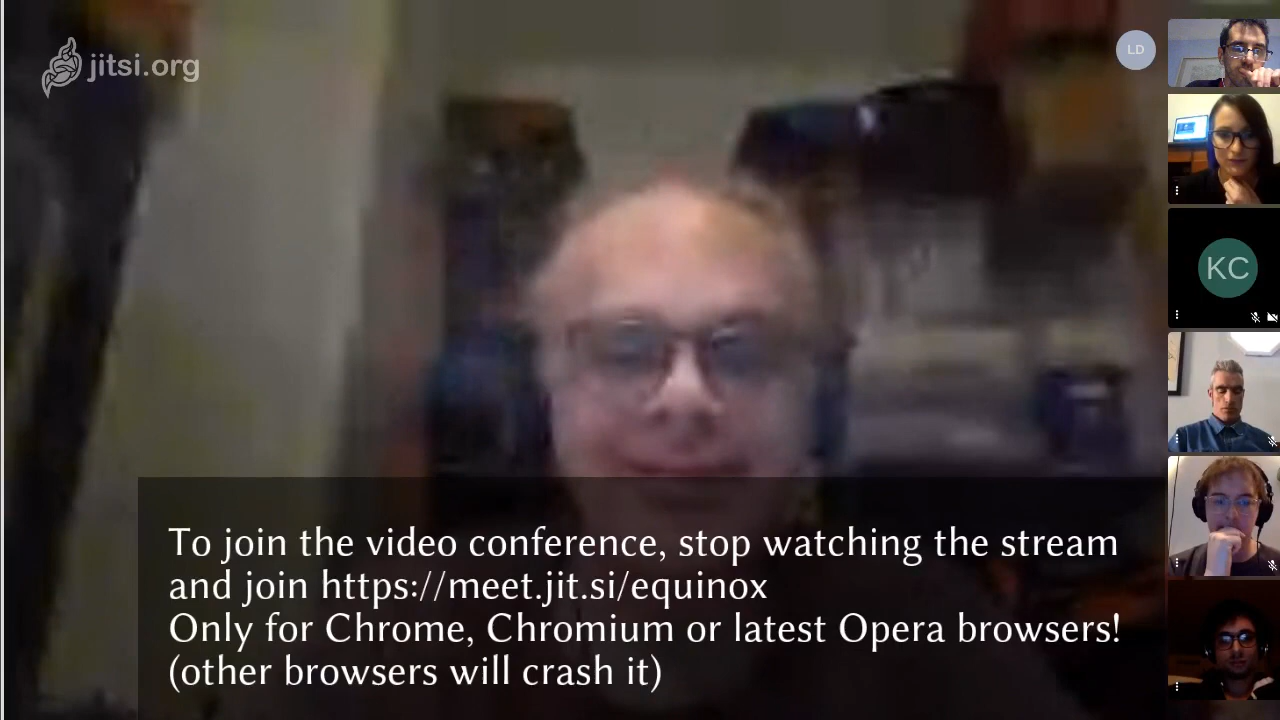 jitsi.org
LD
KC
To join the video conference, stop watching the stream
and join https://meet.jit.si/equinox
Only for Chrome, Chromium or latest Opera browsers!
(other browsers will crash it)